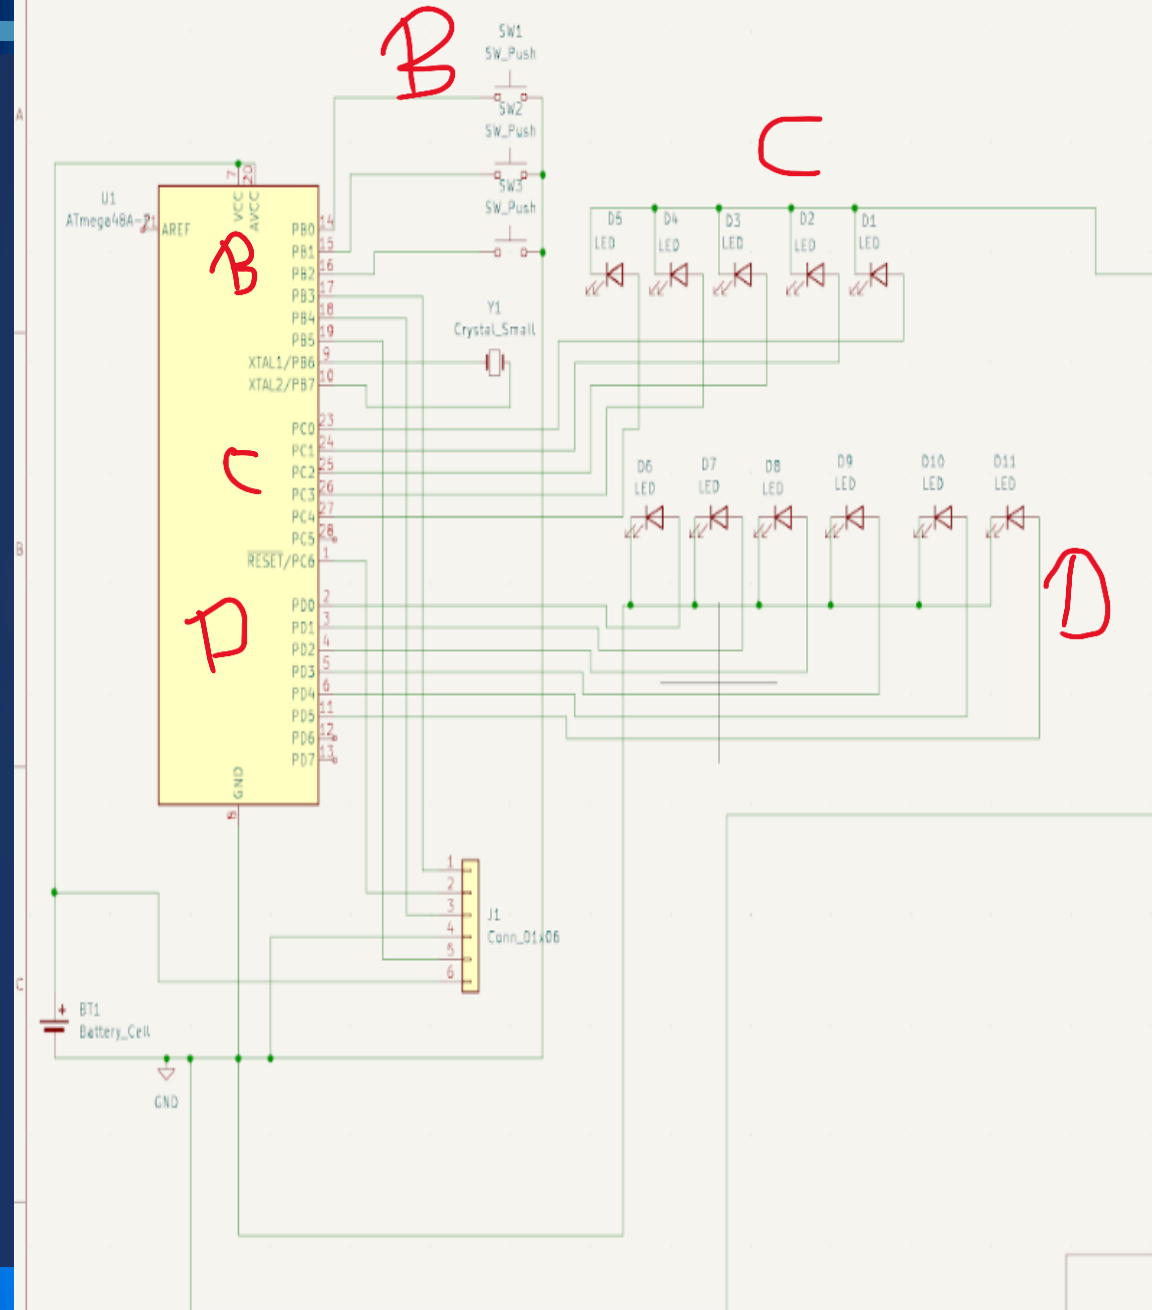 B
SW1
SW_Push
A
SW2
SW_Push
C
SW3
SW_Push
U1
7
20
VCC
AVCC
AREF
B
PB0 14
PB1 15
PB2 16
PB3 17
PB4 18
PB5 19
XTAL1/PB6 9
XTAL2/PB7 10
D5 D4 D3 D2 D1
LED LED LED LED LED
Y1
Crystal_Small
C
PC0 23
PC1 24
PC2 25
PC3 26
PC4 27
PC5 28
RESET/PC6 1
D6 D7 D8 D9 D10 D11
LED LED LED LED LED LED
B
D
D
PD0 2
PD1 3
PD2 4
PD3 5
PD4 6
PD5 11
PD6 12
PD7 13
GND
8
1
2
3
4
5
6
J1
Conn_01x06
C
+
BT1
Battery_Cell
GND